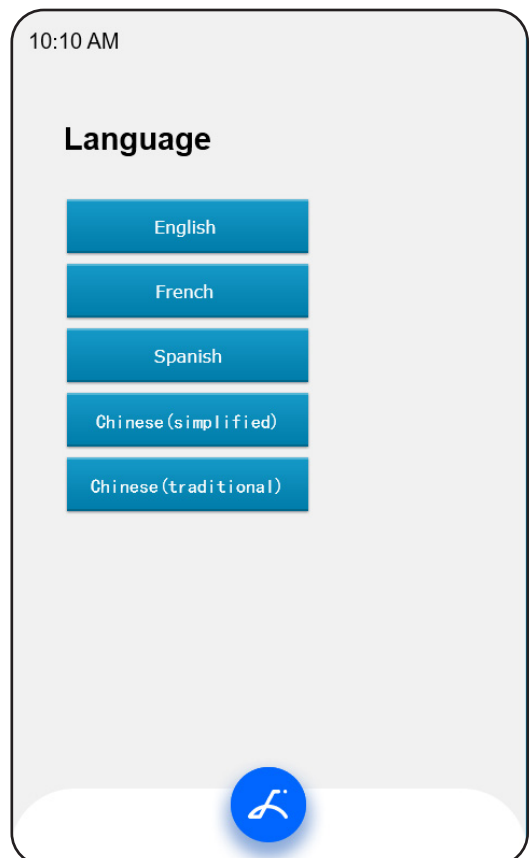 10:10 AM
Language
English
French
Spanish
Chinese(simplified)
Chinese(traditional)